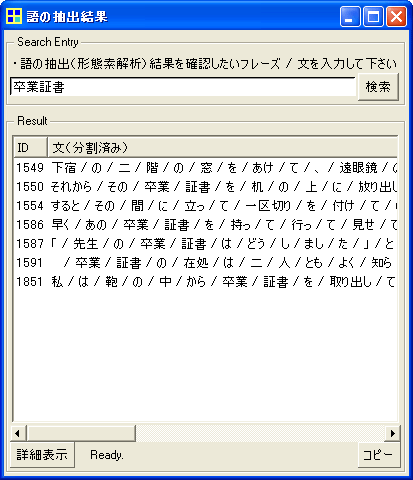 語の抽出結果
Search Entry
・語の抽出（形態素解析）結果を確認したいフレーズ / 文を入力して下さい
卒業証書
検索
Result
ID 文（分割済み）
1549 下宿 / の / 二 / 階 / の / 窓 / を / あけ / て / 、 / 遠眼鏡 /
1550 それから / その / 卒業 / 証書 / を / 机 / の / 上 / に / 放り出し
1554 すると / その / 間 / に / 立っ / て / 一区切り / を / 付け / て /
1586 早く / あの / 卒業 / 証書 / を / 持っ / て / 行っ / て / 見せ / て
1587 「 / 先生 / の / 卒業 / 証書 / は / どう / し / まし / た / 」 / と
1591 / 卒業 / 証書 / の / 在処 / は / 二 / 人 / とも / よく / 知ら
1851 私 / は / 鞄 / の / 中 / から / 卒業 / 証書 / を / 取り出し / て
詳細表示
Ready.
コピー